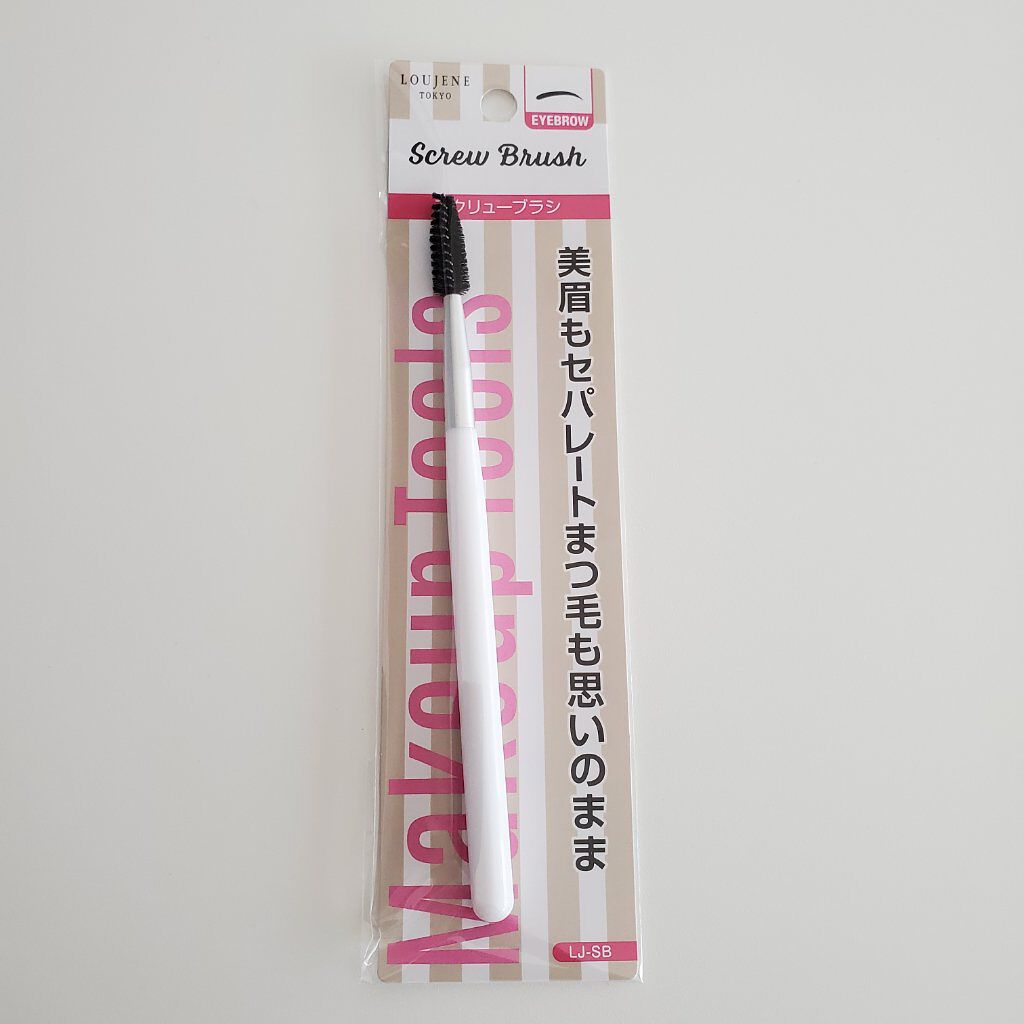 LOUJENE
TOKYO
EYEBROW
Screw Brush
クリューブラシ
美眉もセパレートまつ毛も思いのまま
Makeup Tools
LJ-SB